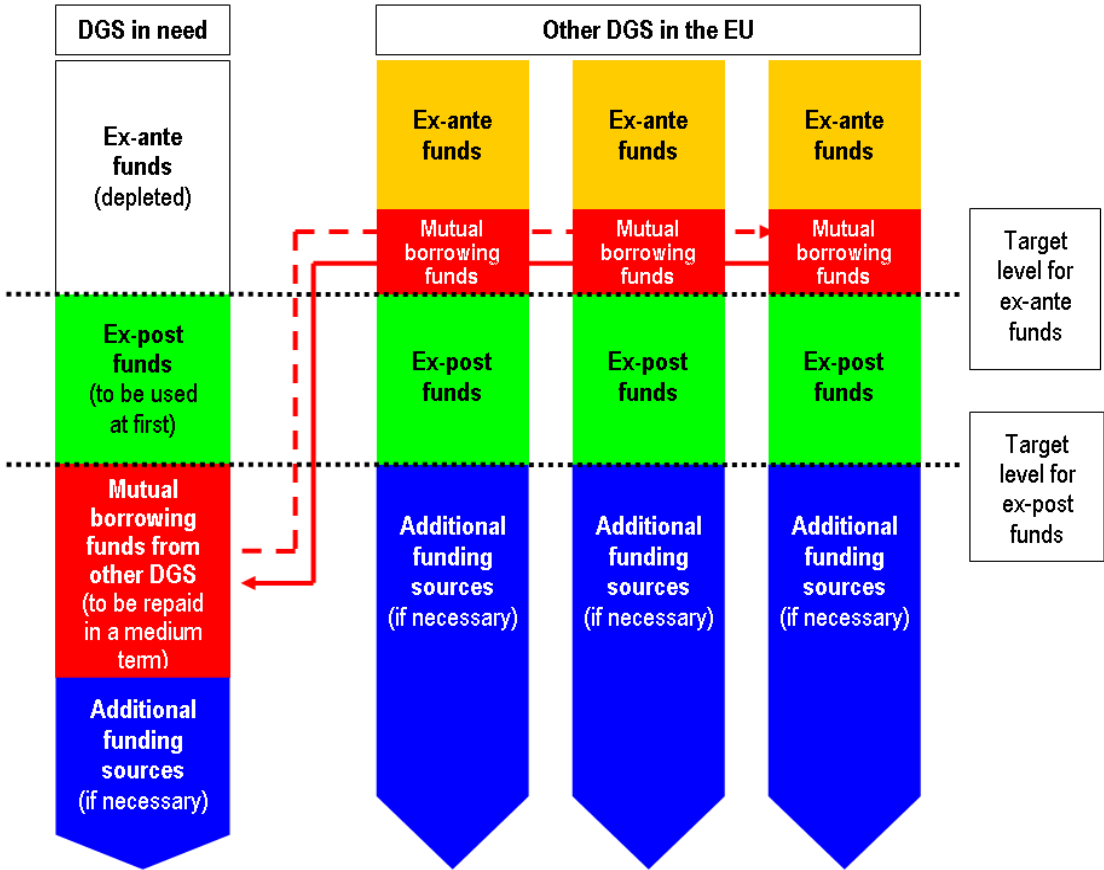 DGS in need
Other DGS in the EU
Ex-ante
funds
(depleted)
Ex-post
funds
(to be used
at first)
Mutual
borrowing
funds from
other DGS
(to be repaid
in a medium
term)
Additional
funding
sources
(if necessary)
Ex-ante
funds
Mutual
borrowing
funds
Ex-post
funds
Additional
funding
sources
(if necessary)
Ex-ante
funds
Mutual
borrowing
funds
Ex-post
funds
Additional
funding
sources
(if necessary)
Ex-ante
funds
Mutual
borrowing
funds
Ex-post
funds
Additional
funding
sources
(if necessary)
Target
level for
ex-ante
funds
Target
level for
ex-post
funds